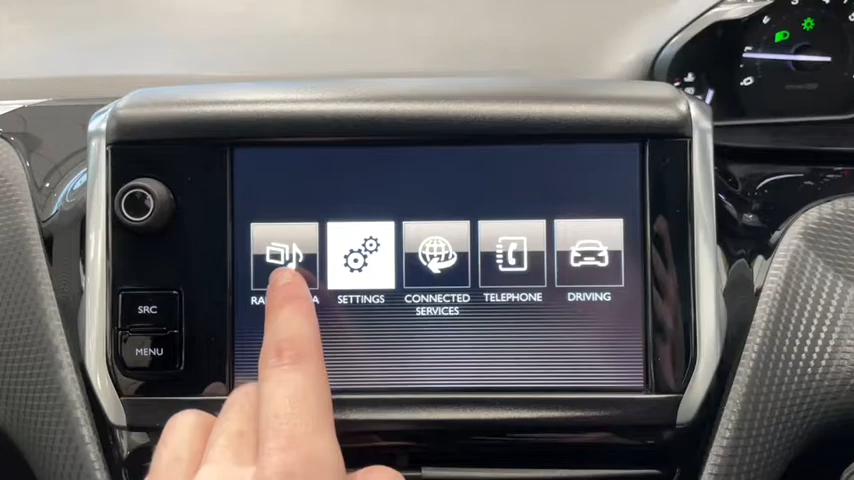 SRC
MENU
SETTINGS
CONNECTED
SERVICES
TELEPHONE
DRIVING